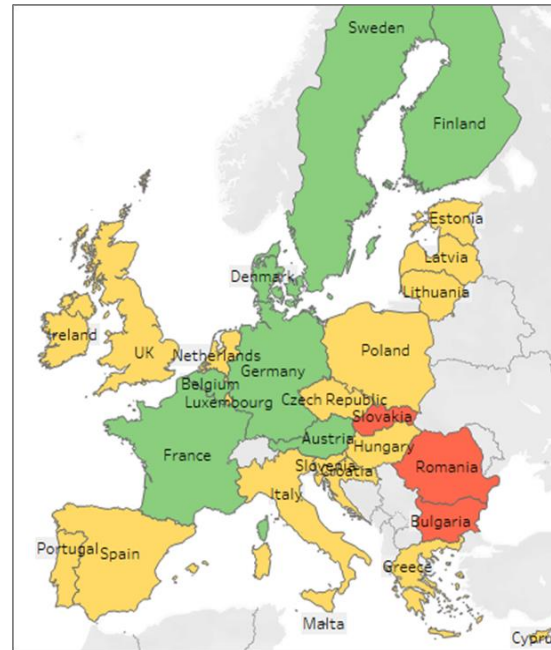 Sweden
Finland
Estonia
Latvia
Lithuania
Denmark
Ireland
UK
Netherlands
Poland
Belgium
Germany
Luxembourg
Czech Republic
Slovakia
Austria
Hungary
France
Slovenia
Croatia
Romania
Italy
Bulgaria
Portugal
Spain
Greece
Malta
Cypru